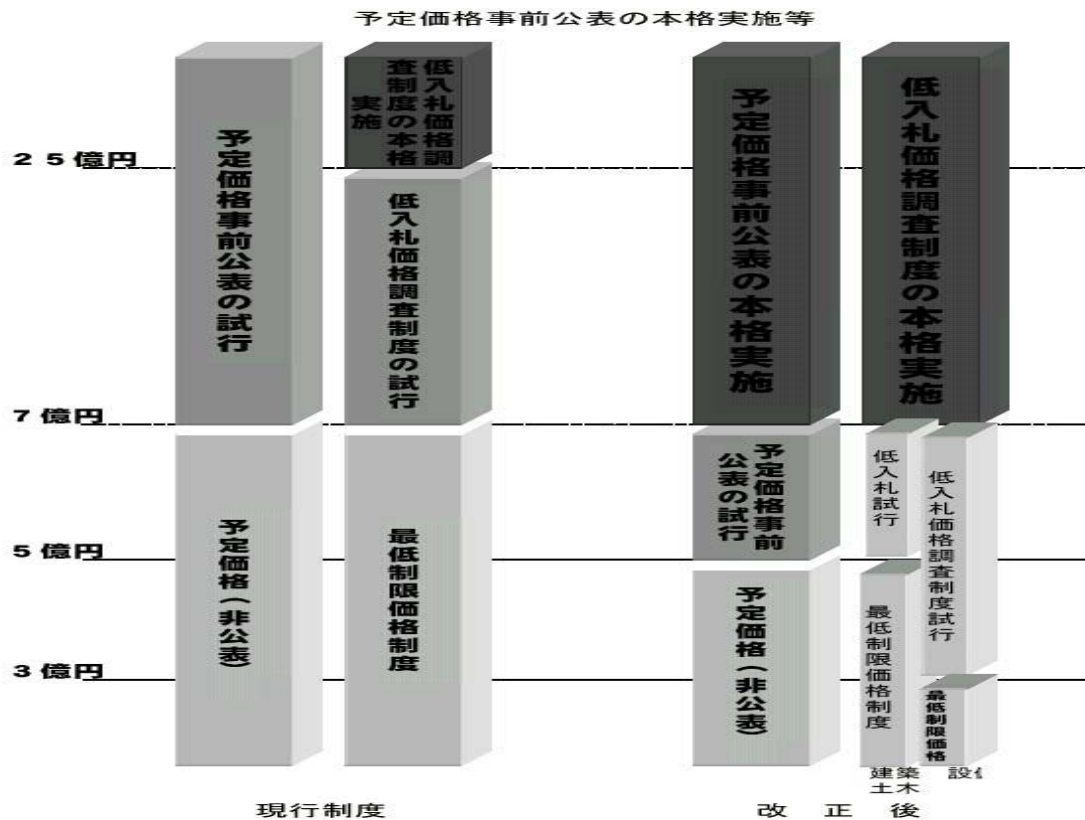 予定価格事前公表の本格実施等
25億円
7億円
5億円
3億円
予定価格事前公表の試行
予定価格(非公表)
低入札価格調
査制度の本格
実施
低入札価格調査制度の試行
最低制限価格制度
予定価格事前公表の本格実施
予定価格事前
公表の試行
予定価格(非公表)
低入札価格調査制度の本格実施
低入札試行
最低制限価格制度
低入札価格調査制度試行
最低制限価格
建築
土木
設
現行制度
改正後